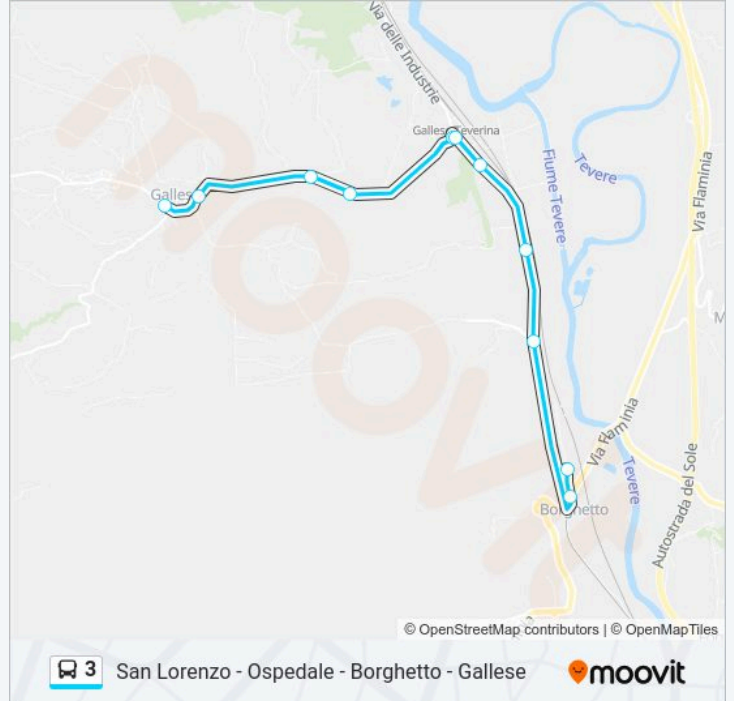 Via delle Industrie
Gallese Teverina
Fiume Tevere
Tevere
Via Flaminia
Galles
M
Via Flaminia
Tevere
Autostrada del Sole
Borghetto
© OpenStreetMap contributors | © OpenMapTiles
3 San Lorenzo - Ospedale - Borghetto - Gallese
moovit